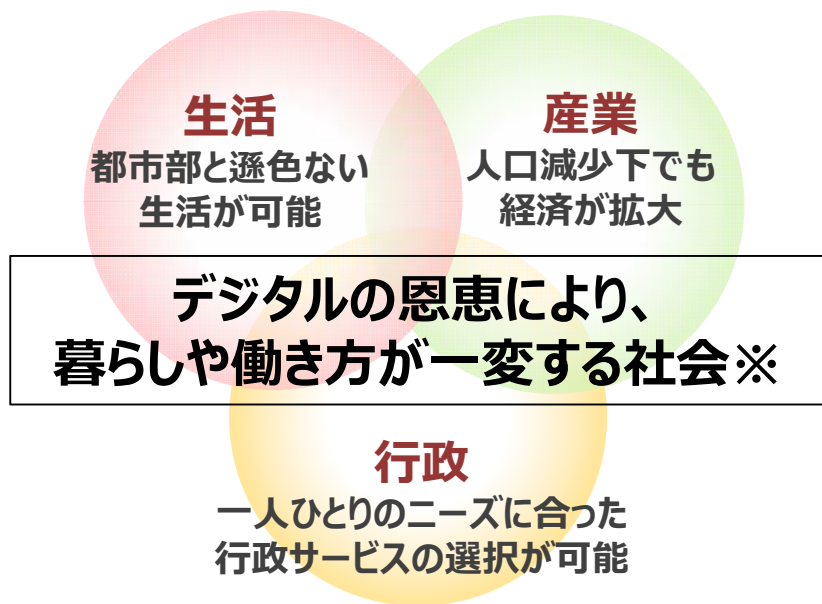 生活
都市部と遜色ない
生活が可能
産業
人口減少下でも
経済が拡大
デジタルの恩恵により、
暮らしや働き方が一変する社会※
行政
一人ひとりのニーズに合った
行政サービスの選択が可能